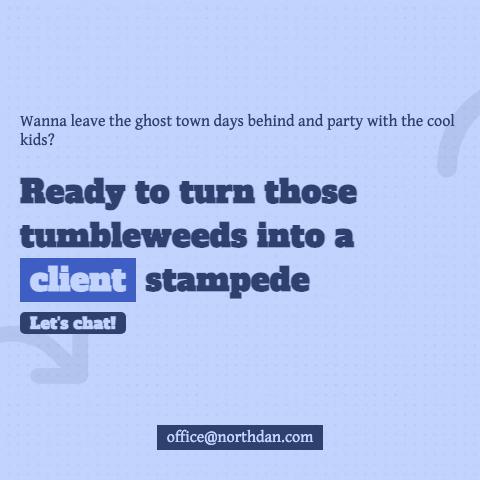 Wanna leave the ghost town days behind and party with the cool
kids?
Ready to turn those
tumbleweeds into a
client stampede
Let's chat!
office@northdan.com